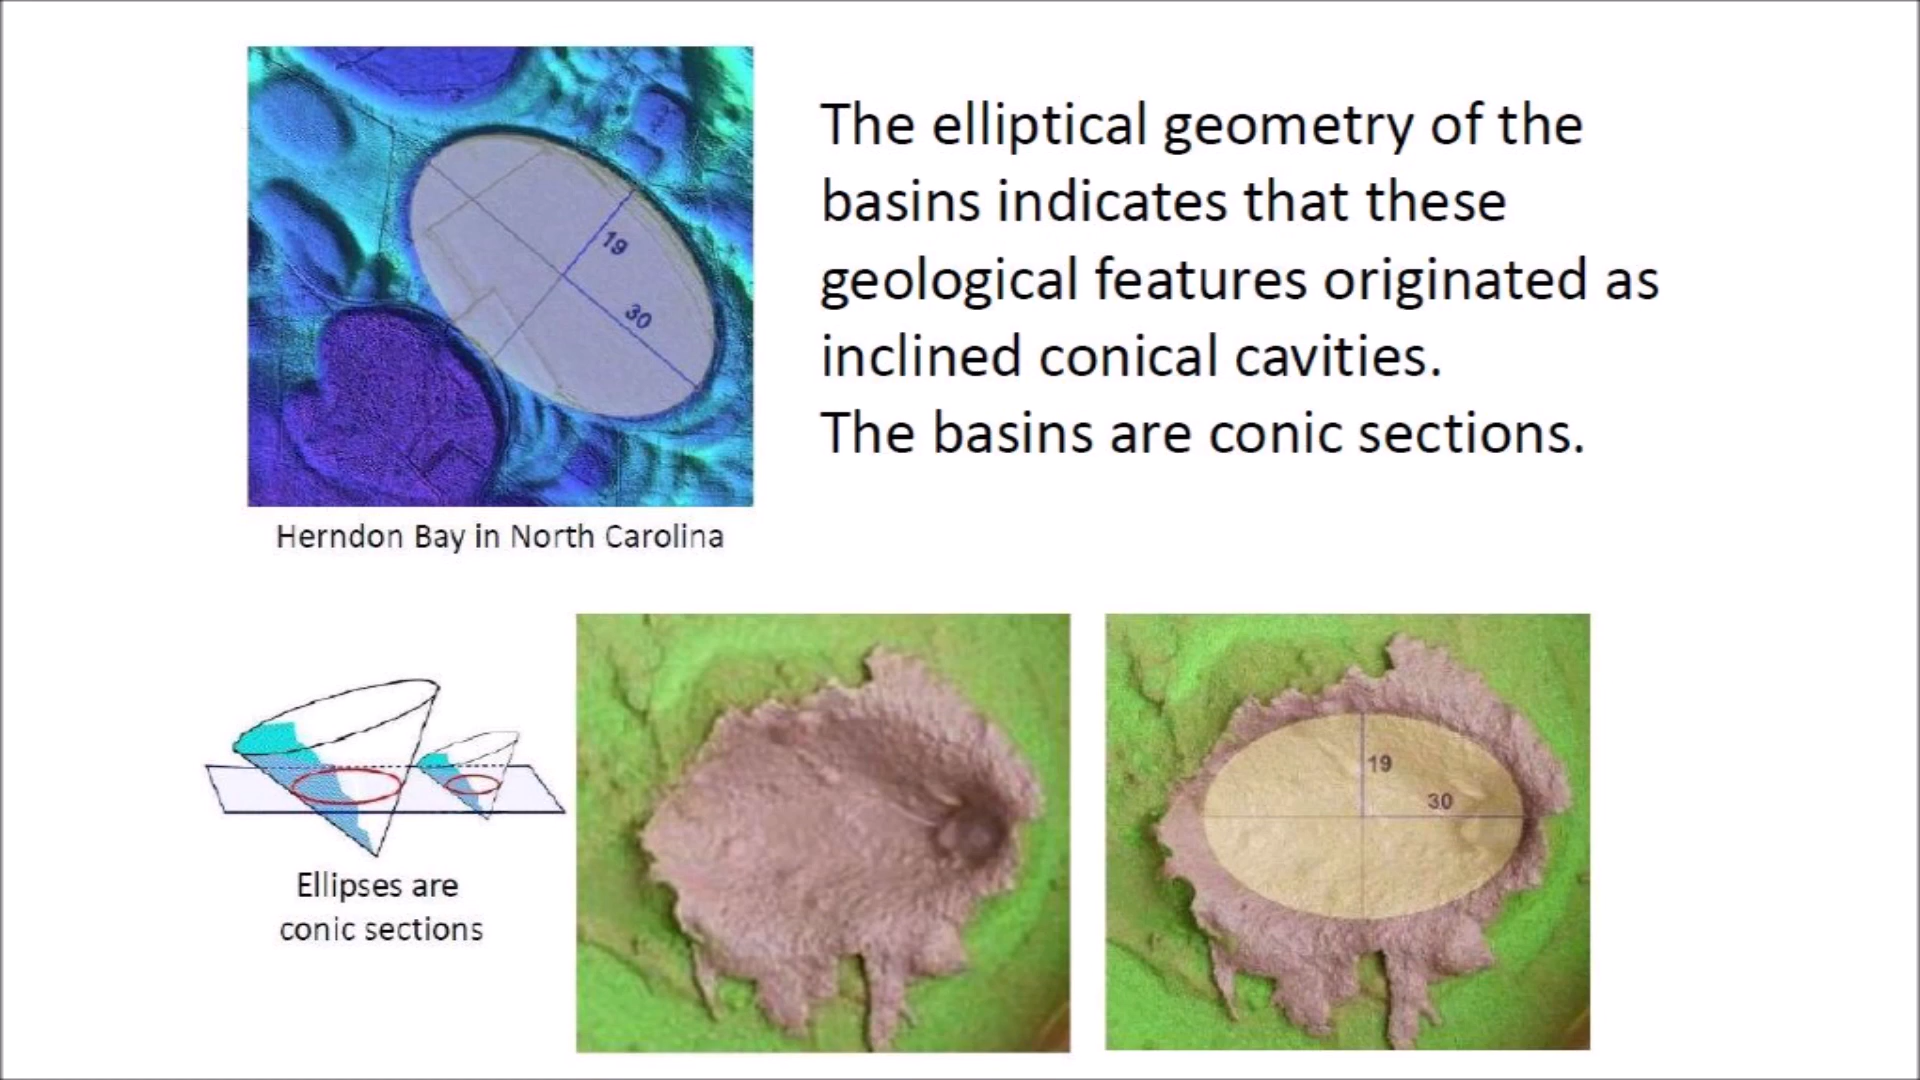 19
30
Herndon Bay in North Carolina
The elliptical geometry of the
basins indicates that these
geological features originated as
inclined conical cavities.
The basins are conic sections.
Ellipses are
conic sections
19
30